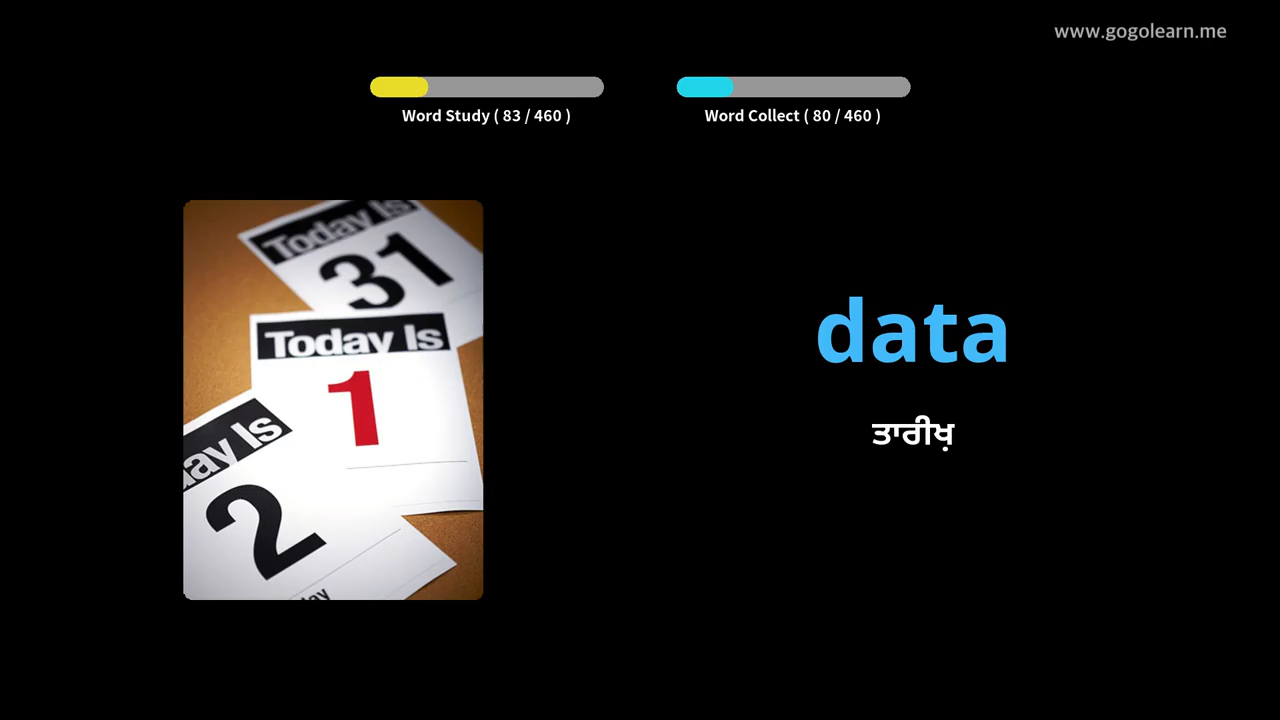 www.gogolearn.me
Word Study ( 83 / 460 )
Word Collect ( 80 / 460 )
Today Is
31
Today Is
1
ay Is
2
ay
data
ਤਾਰੀਖ਼